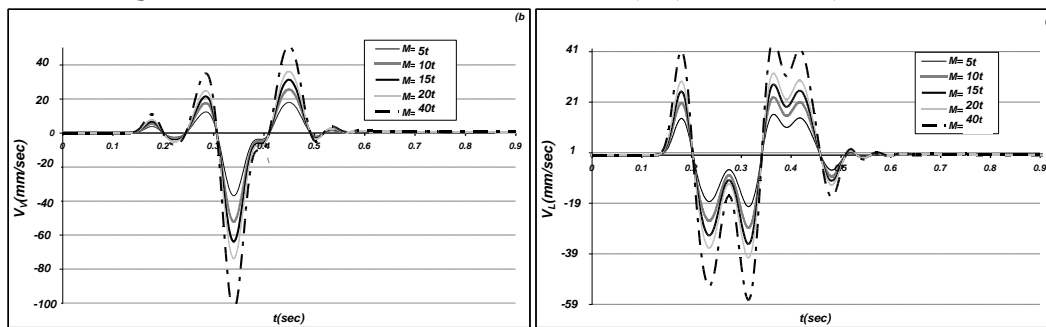 (b
40
20
0
-20
-40
-60
-80
-100
0 0.1 0.2 0.3 0.4 0.5 0.6 0.7 0.8 0.9
V_V(mm/sec)
t(sec)
M= 5t
M= 10t
M= 15t
M= 20t
M= 40t
41
21
1
-19
-39
-59
0 0.1 0.2 0.3 0.4 0.5 0.6 0.7 0.8 0.9
V_L(mm/sec)
t(sec)
M= 5t
M= 10t
M= 15t
M= 20t
M= 40t